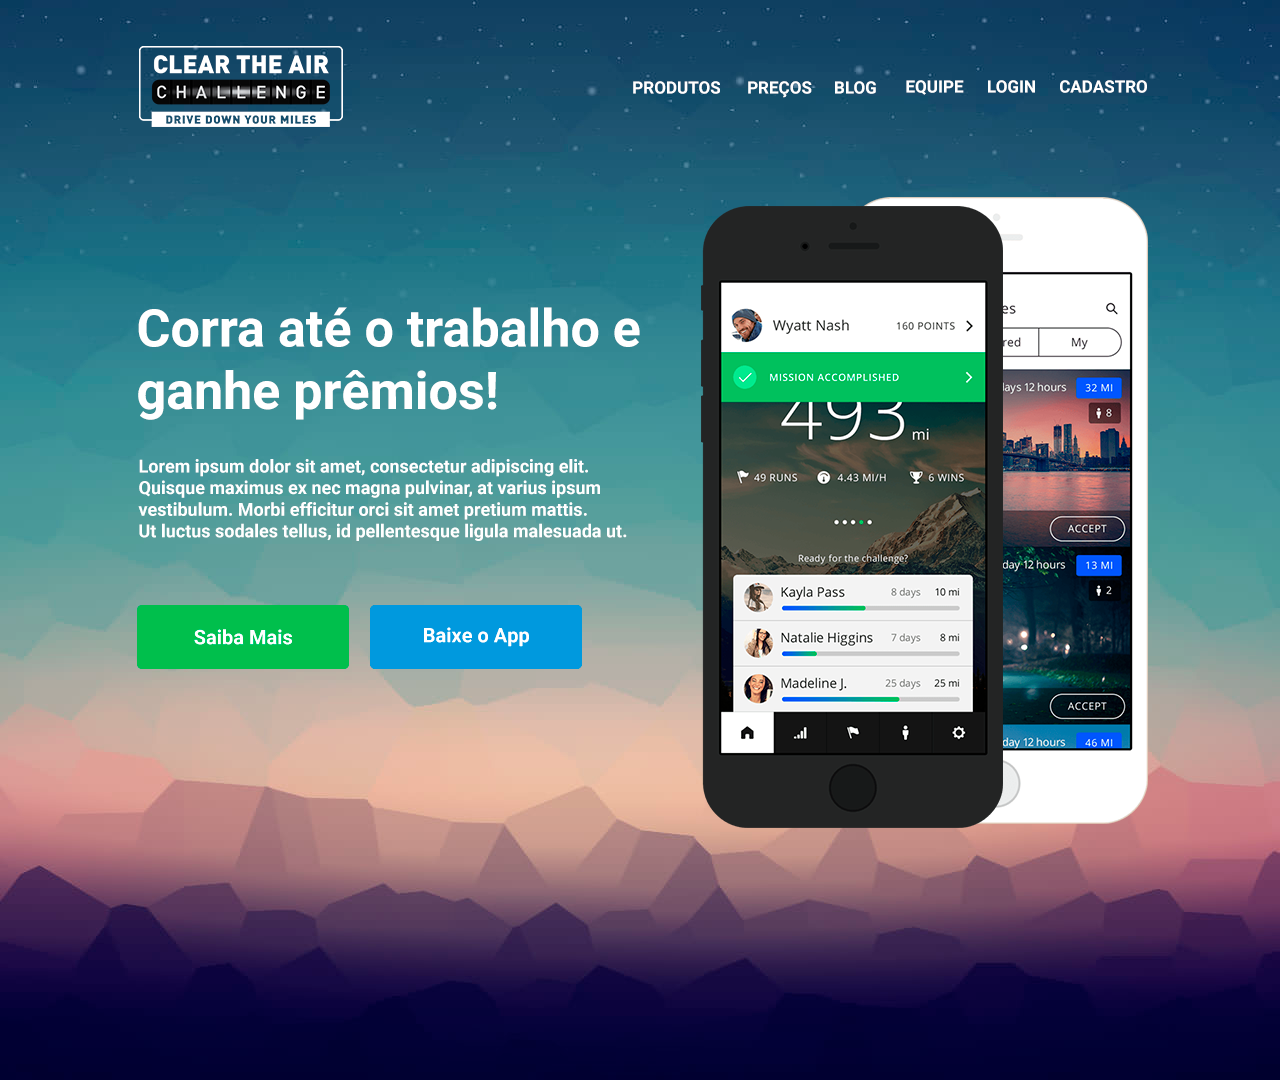 CLEAR THE AIR
CHALLENGE
DRIVE DOWN YOUR MILES
PRODUTOS PREÇOS BLOG EQUIPE LOGIN CADASTRO
Corra até o trabalho e
ganhe prêmios!
Lorem ipsum dolor sit amet, consectetur adipiscing elit.
Quisque maximus ex nec magna pulvinar, at varius ipsum
vestibulum. Morbi efficitur orci sit amet pretium mattis.
Ut luctus sodales tellus, id pellentesque ligula malesuada ut.
Saiba Mais
Baixe o App
Wyatt Nash 160 POINTS
MISSION ACCOMPLISHED
493 mi
49 RUNS 4.43 MI/H 6 WINS
Ready for the challenge?
Kayla Pass 8 days 10 mi
Natalie Higgins 7 days 8 mi
Madeline J. 25 days 25 mi
es
red My
ays 12 hours 32 MI
8
ACCEPT
day 12 hours 13 MI
2
ACCEPT
day 12 hours 46 MI